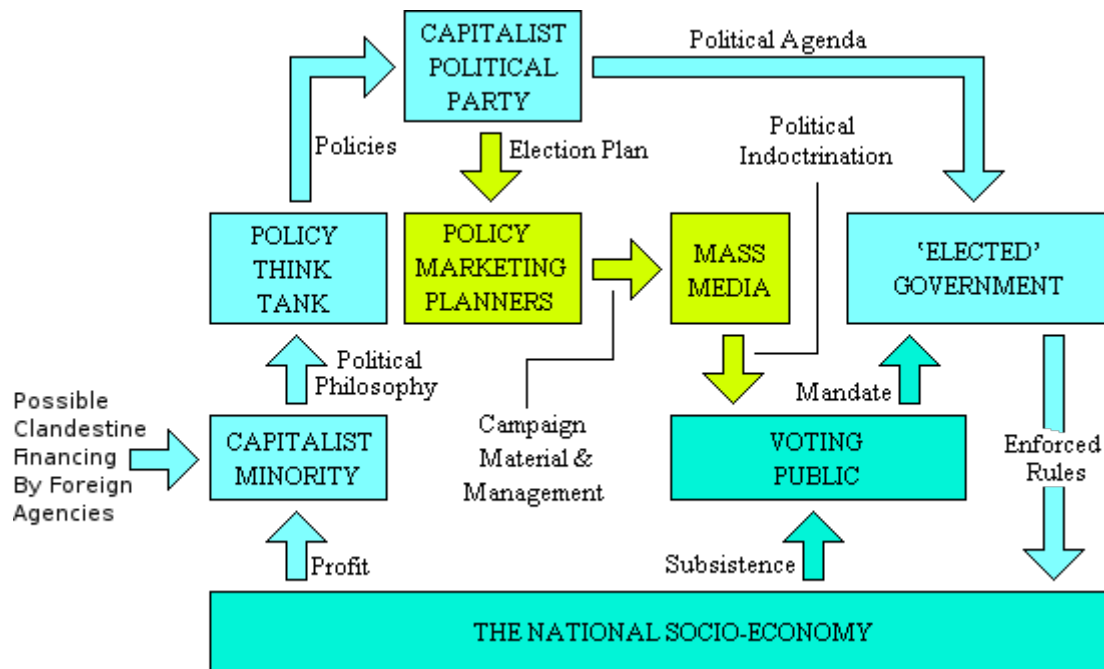 CAPITALIST
POLITICAL
PARTY
Political Agenda
Policies
Election Plan
Political
Indoctrination
POLICY
THINK
TANK
POLICY
MARKETING
PLANNERS
MASS
MEDIA
‘ELECTED’
GOVERNMENT
Political
Philosophy
Mandate
Possible
Clandestine
Financing
By Foreign
Agencies
CAPITALIST
MINORITY
Campaign
Material &
Management
VOTING
PUBLIC
Enforced
Rules
Profit
Subsistence
THE NATIONAL SOCIO-ECONOMY